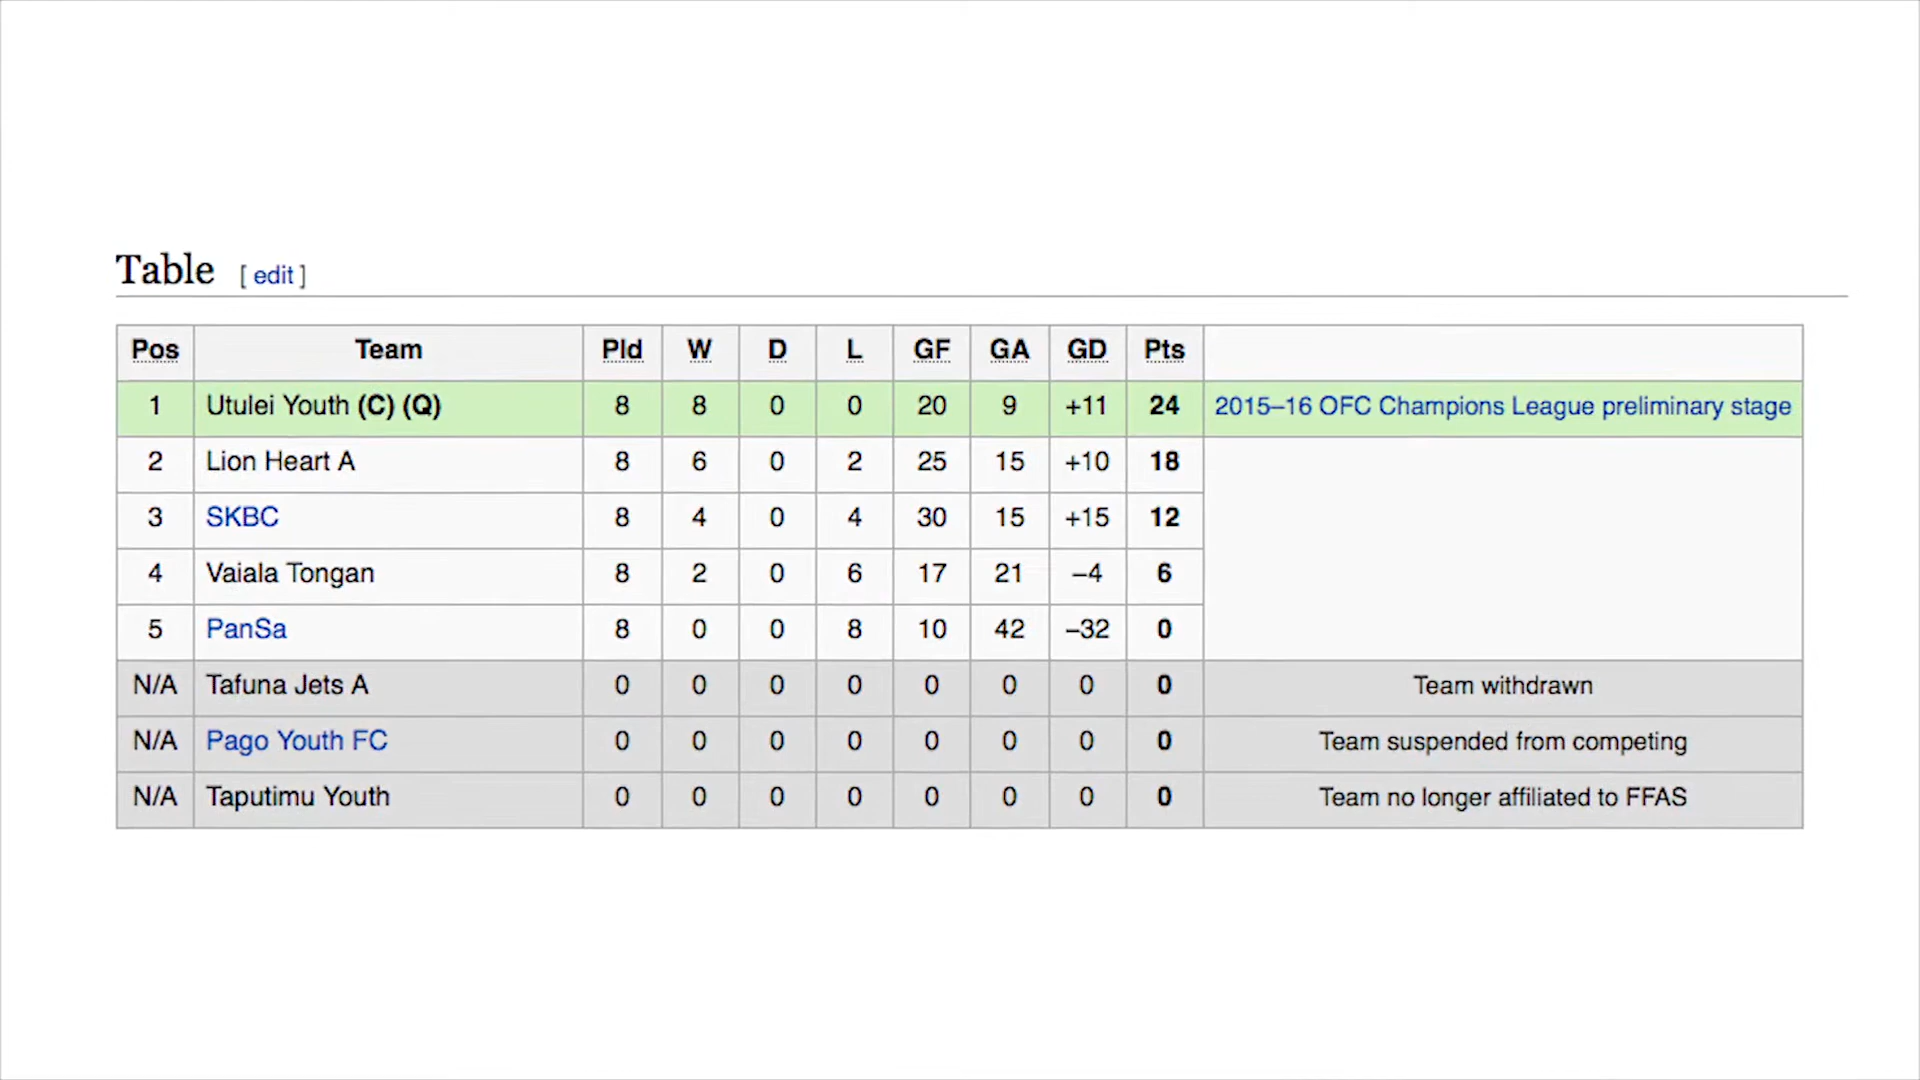 Table [ edit ]
Pos Team Pld W D L GF GA GD Pts
1 Utulei Youth (C) (Q) 8 8 0 0 20 9 +11 24 2015–16 OFC Champions League preliminary stage
2 Lion Heart A 8 6 0 2 25 15 +10 18
3 SKBC 8 4 0 4 30 15 +15 12
4 Vaiala Tongan 8 2 0 6 17 21 −4 6
5 PanSa 8 0 0 8 10 42 −32 0
N/A Tafuna Jets A 0 0 0 0 0 0 0 0 Team withdrawn
N/A Pago Youth FC 0 0 0 0 0 0 0 0 Team suspended from competing
N/A Taputimu Youth 0 0 0 0 0 0 0 0 Team no longer affiliated to FFAS